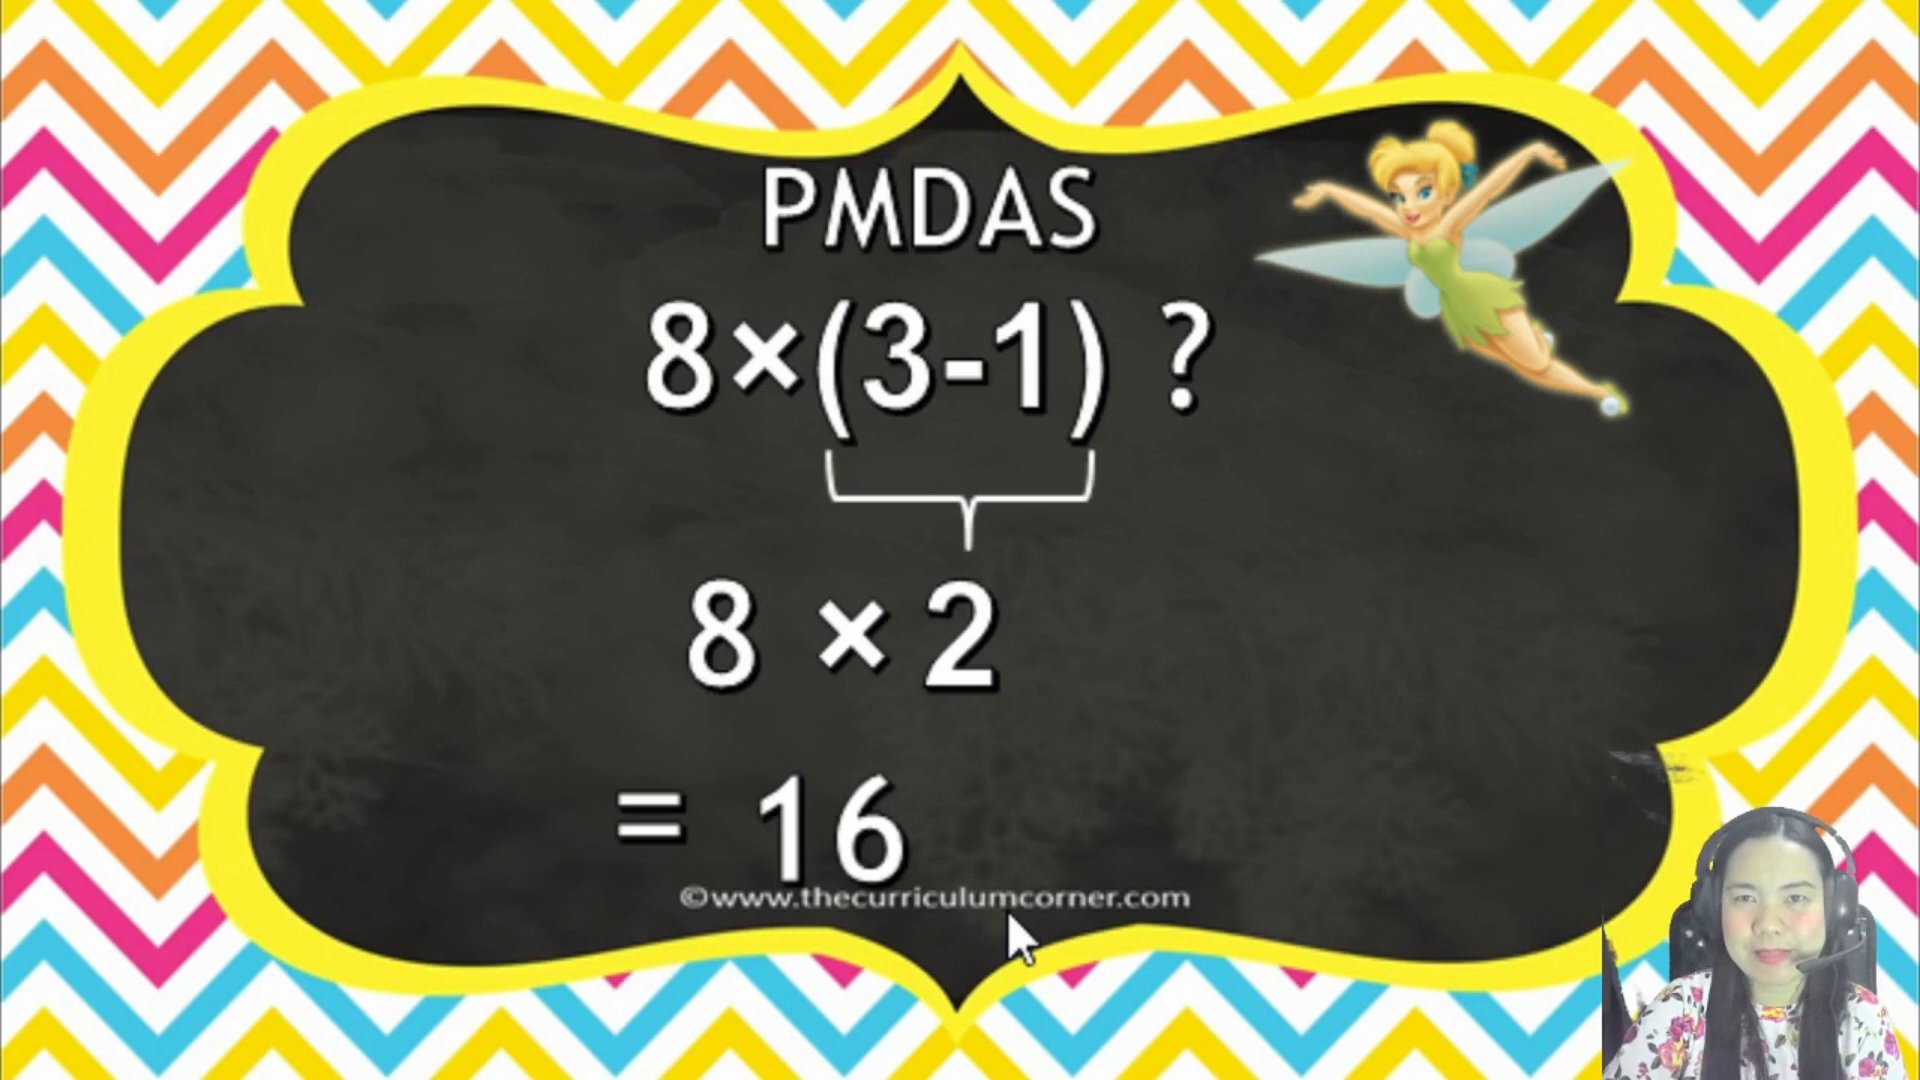 PMDAS
8×(3-1) ?
8 × 2
= 16
©www.thecurriculumcorner.com